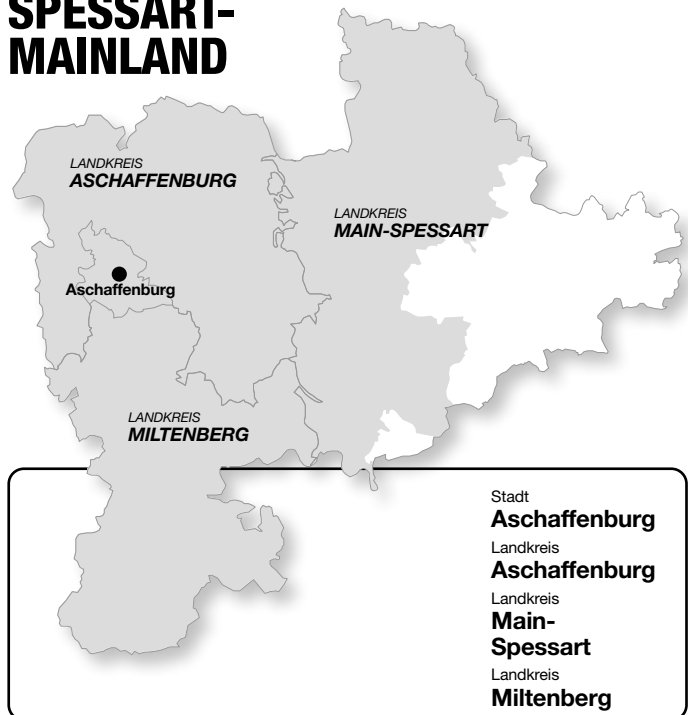 SPESSART-
MAINLAND
LANDKREIS
ASCHAFFENBURG
LANDKREIS
MAIN-SPESSART
Aschaffenburg
LANDKREIS
MILTENBERG
Stadt
Aschaffenburg
Landkreis
Aschaffenburg
Landkreis
Main-
Spessart
Landkreis
Miltenberg